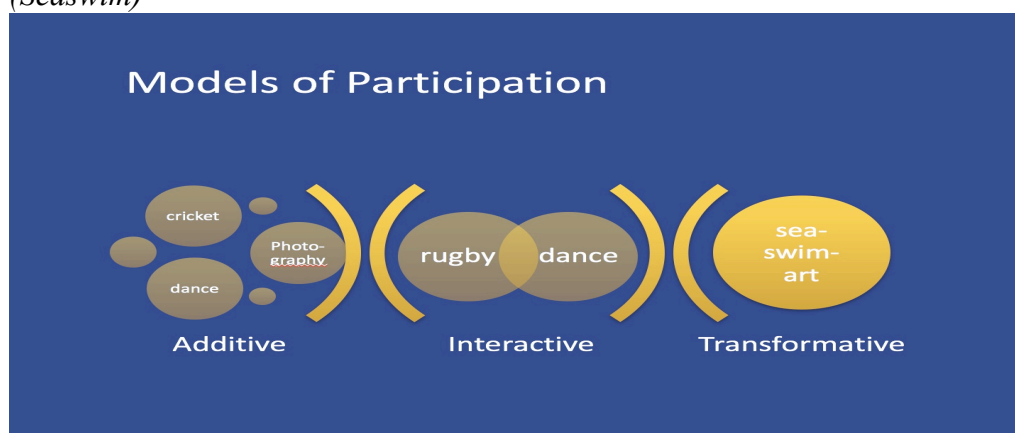 (Seaswim)
Models of Participation
cricket
Photo-
graphy
dance
rugby
dance
sea-
swim-
art
Additive
Interactive
Transformative